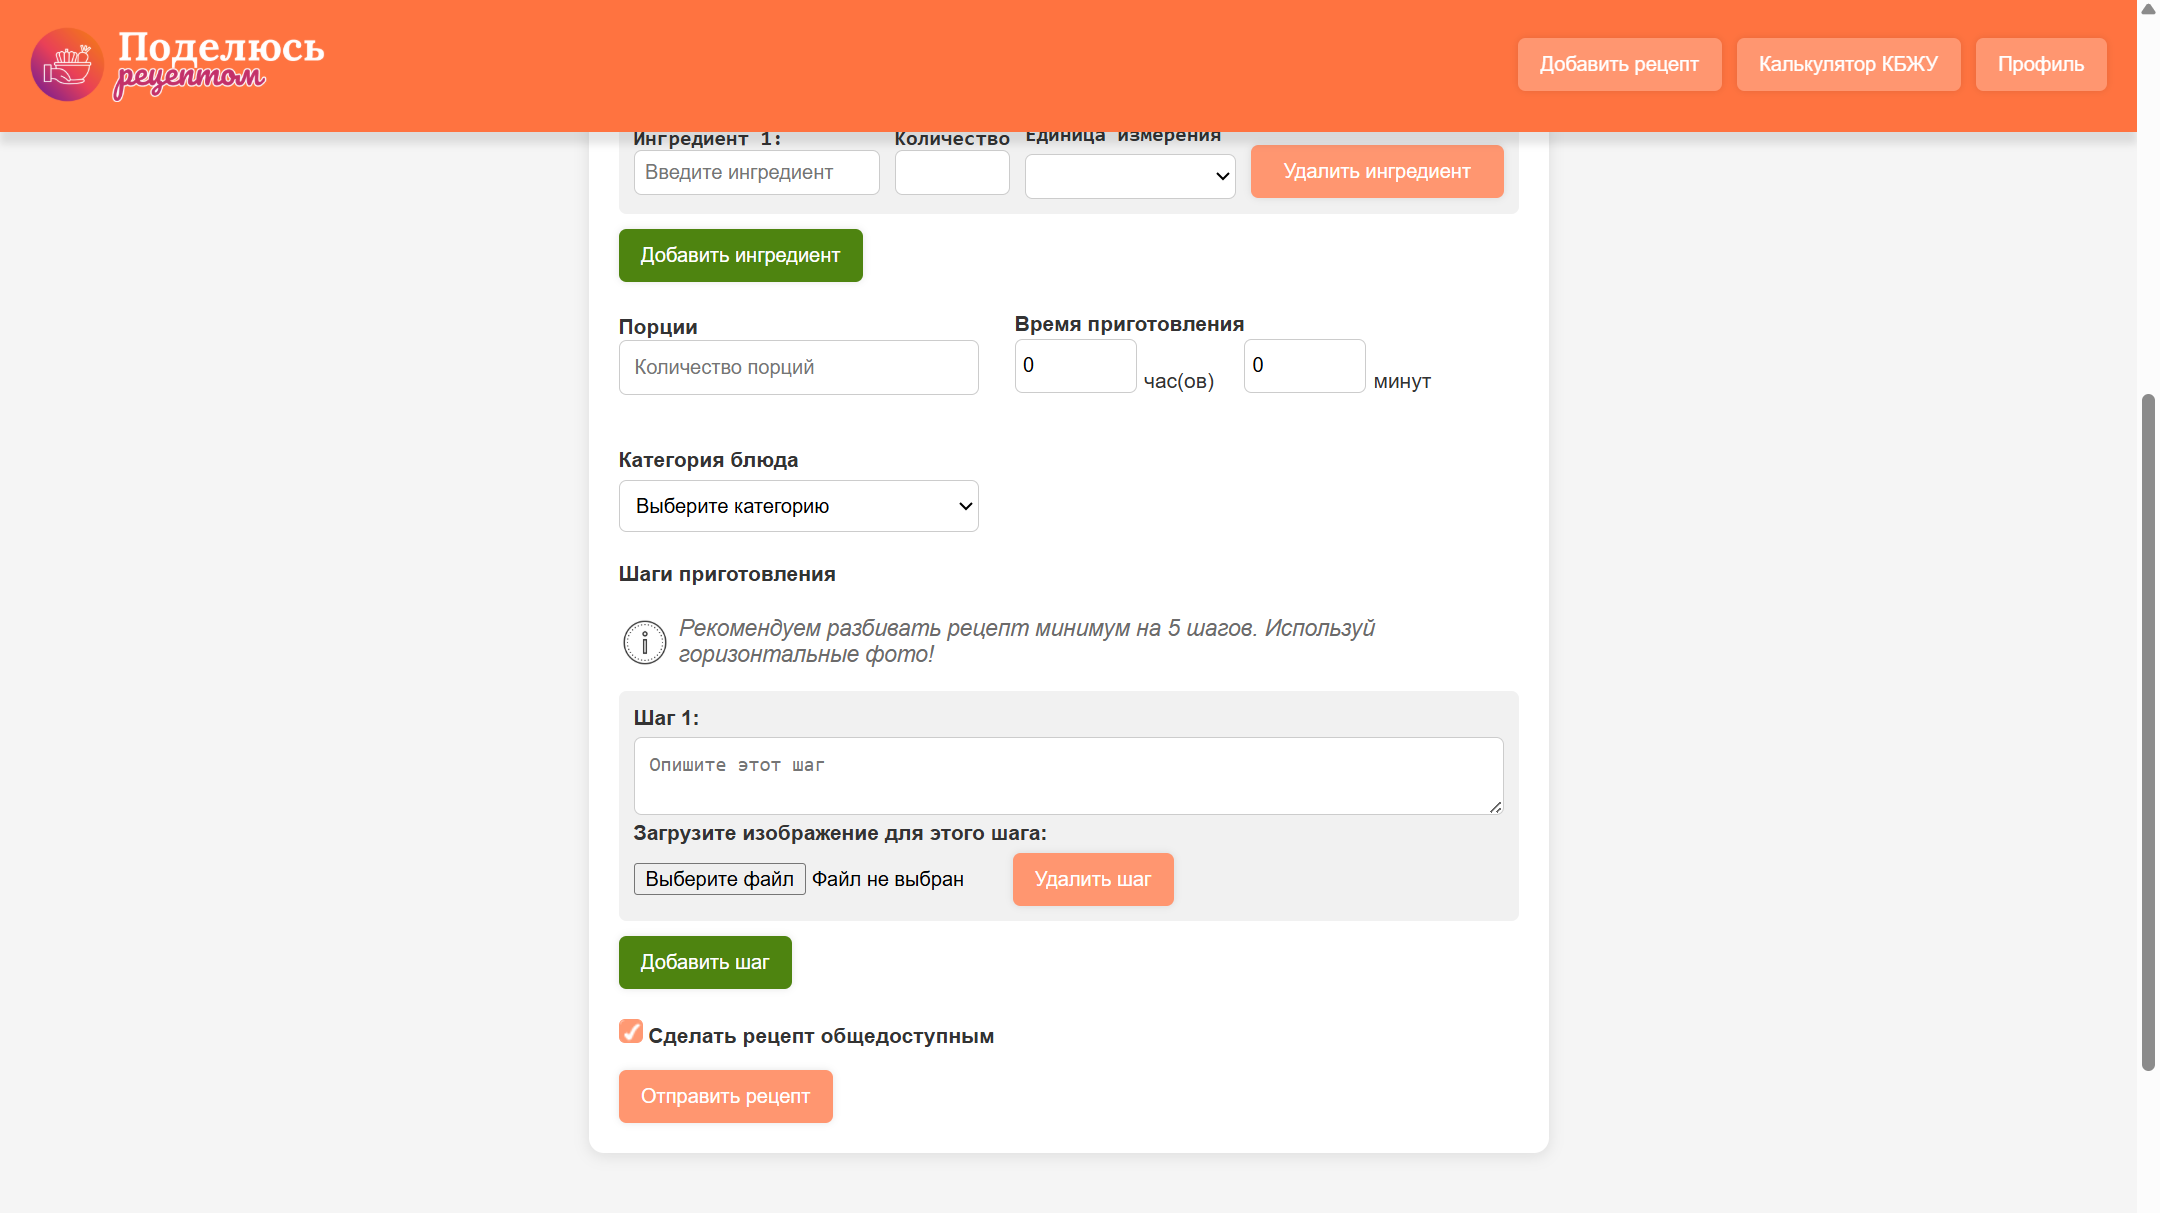 Поделюсь
рецептом
Добавить рецепт
Калькулятор КБЖУ
Профиль
Ингредиент 1:
Количество
Единица измерения
Введите ингредиент
Удалить ингредиент
Добавить ингредиент
Порции
Время приготовления
Количество порций
0
час(ов)
0
минут
Категория блюда
Выберите категорию
Шаги приготовления
Рекомендуем разбивать рецепт минимум на 5 шагов. Используй
горизонтальные фото!
Шаг 1:
Опишите этот шаг
Загрузите изображение для этого шага:
Выберите файл Файл не выбран
Удалить шаг
Добавить шаг
Сделать рецепт общедоступным
Отправить рецепт